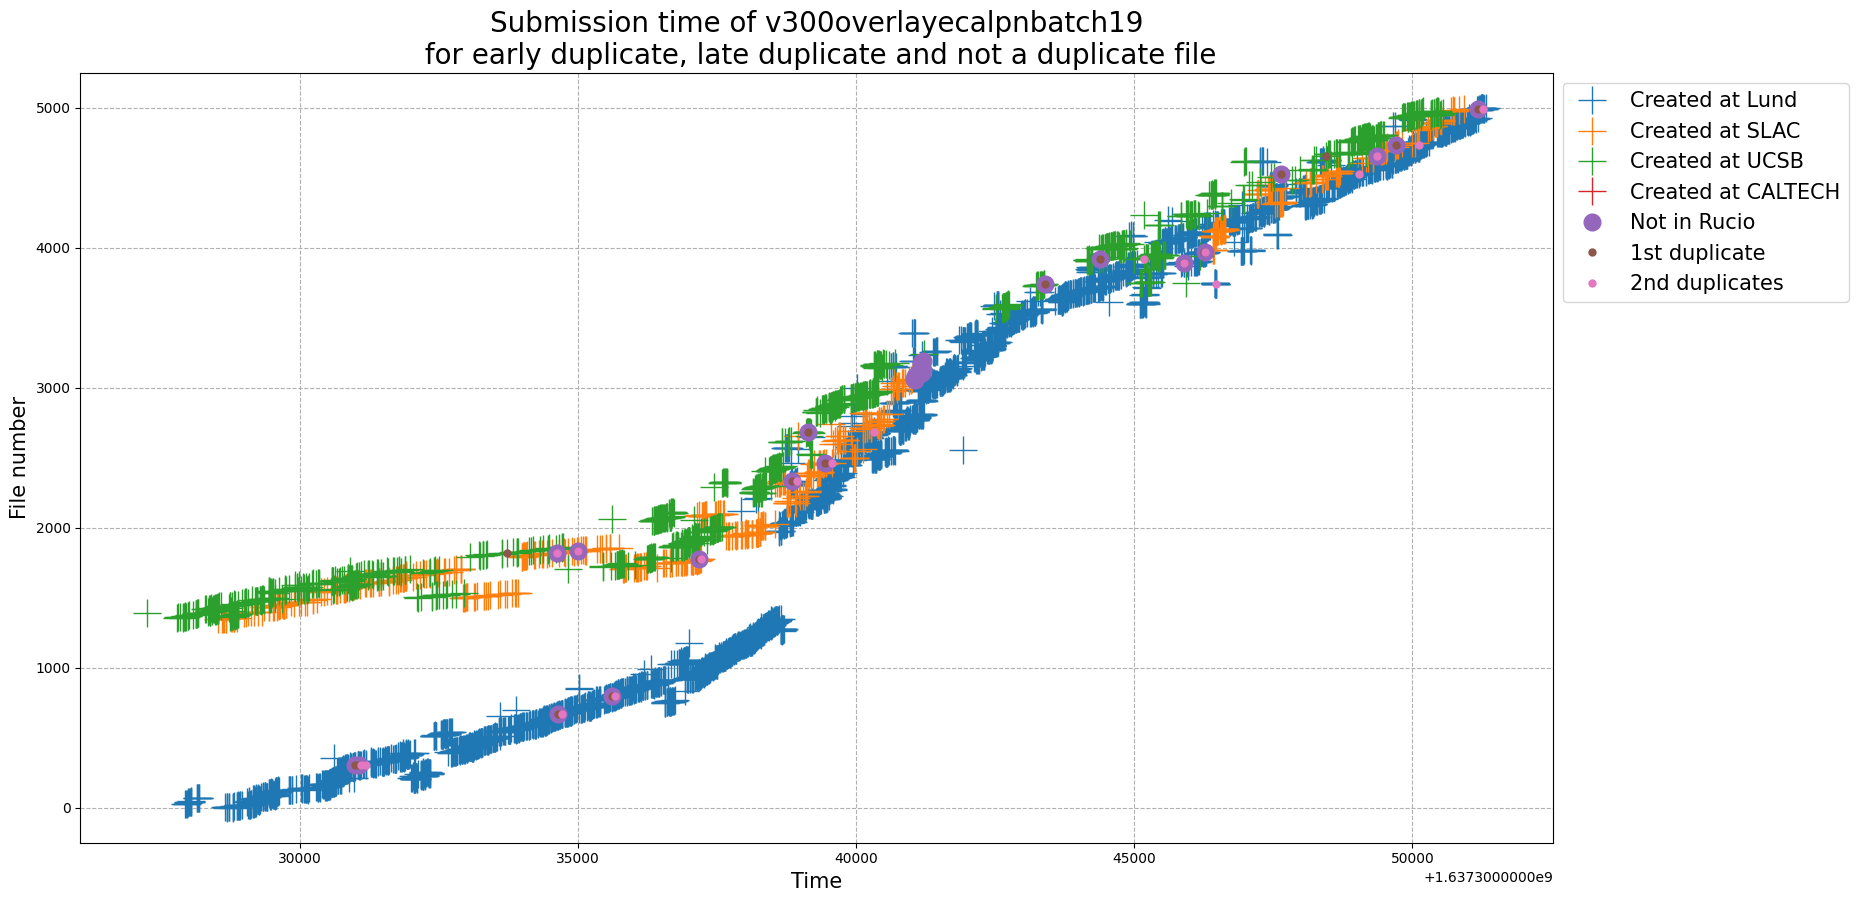 Submission time of v300overlayecalpnbatch19
for early duplicate, late duplicate and not a duplicate file
Created at Lund
Created at SLAC
Created at UCSB
Created at CALTECH
Not in Rucio
1st duplicate
2nd duplicates
File number
5000
4000
3000
2000
1000
0
30000
35000
40000
45000
50000
Time
+1.6373000000e9